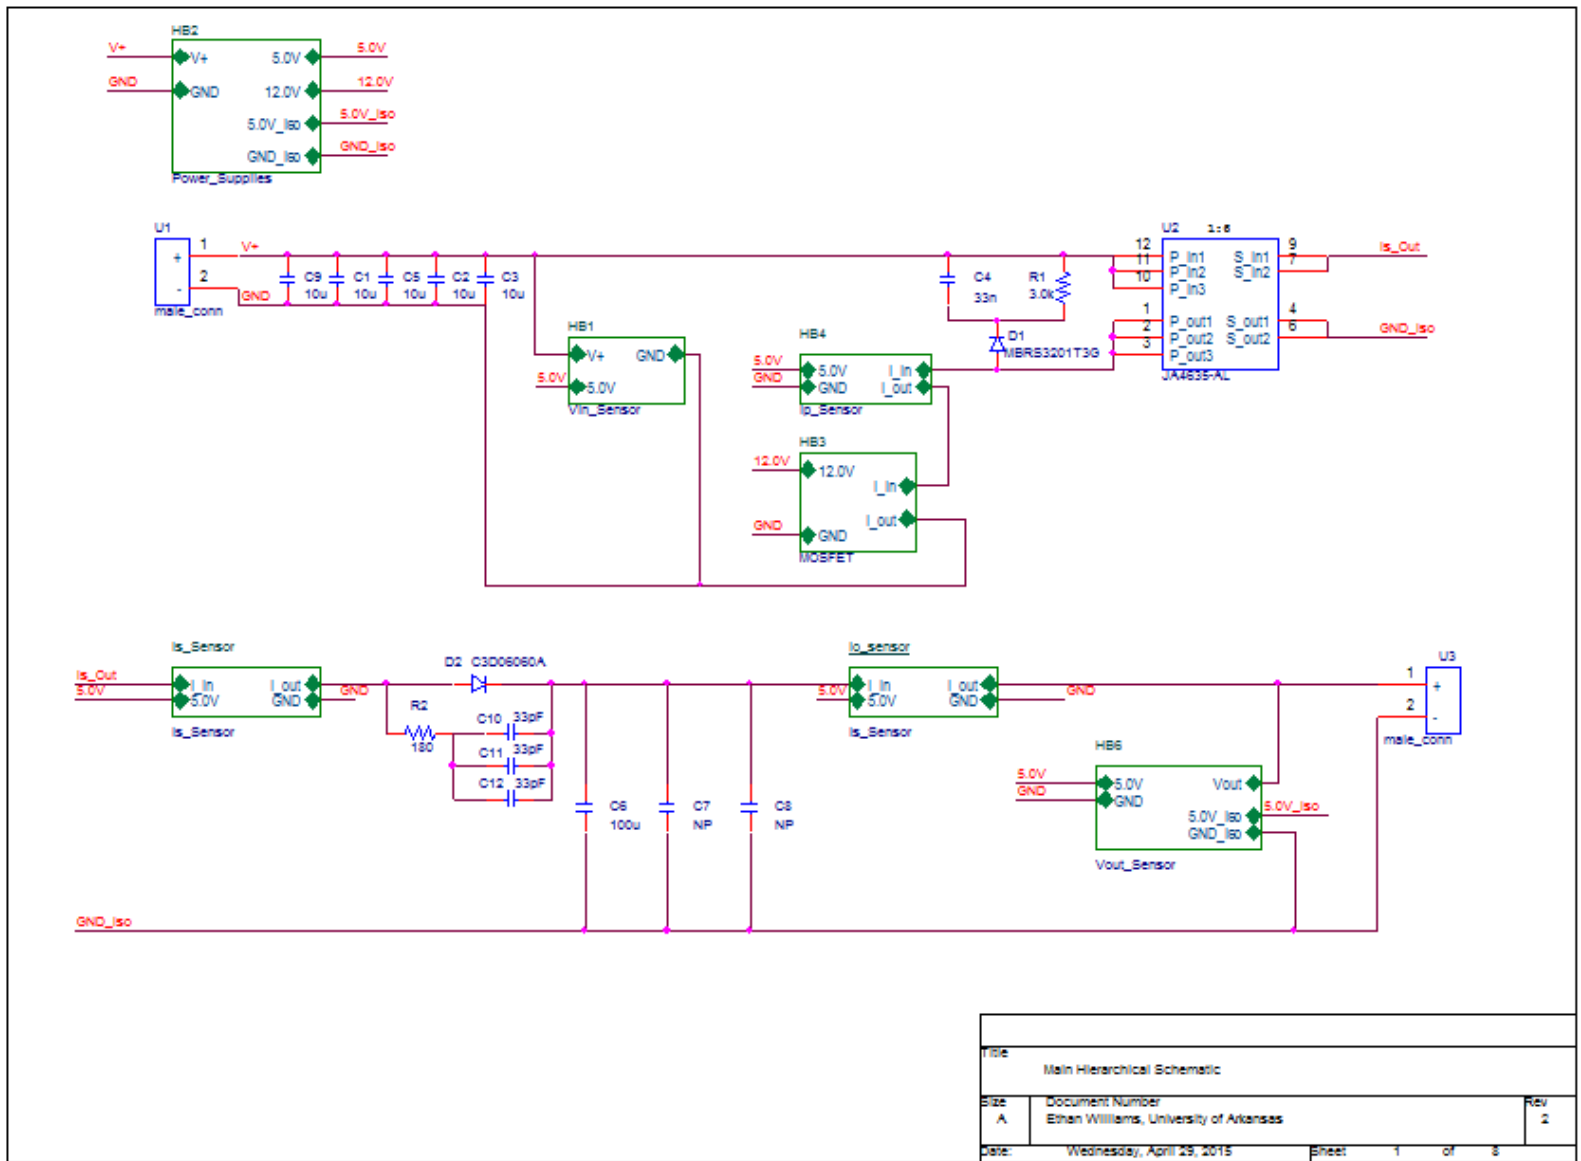 HB2
V+ V+ 5.0V 5.0V
GND GND 12.0V 12.0V
5.0V_Iso 5.0V_Iso
GND_Iso GND_Iso
Power_Supplies
U1
1 V+
+
2
-
GND
male_conn
C9 C1 C5 C2 C3
10u 10u 10u 10u 10u
C4 R1
33n 3.0k
U2 1:6
12 P_In1 S_In1 9 Is_Out
11 P_In2 S_In2 7
10 P_In3
1 P_out1 S_out1 4
2 P_out2 S_out2 6 GND_Iso
3 P_out3
JA4635-AL
D1
MBRS3201T3G
HB1
V+ GND
5.0V 5.0V
Vin_Sensor
HB4
5.0V 5.0V I_In
GND GND I_out
Ip_Sensor
HB3
12.0V 12.0V
I_In
I_out
GND GND
MOSFET
Is_Sensor
Is_Out I_In I_out
5.0V 5.0V GND GND
Is_Sensor
D2 C3D06060A
R2
180
C10 33pF
C11 33pF
C12 33pF
C6 C7 C8
100u NP NP
Io_sensor
I_In I_out
5.0V 5.0V GND GND
Is_Sensor
U3
1
+
2
-
male_conn
HB6
5.0V 5.0V Vout
GND GND
5.0V_Iso 5.0V_Iso
GND_Iso
Vout_Sensor
GND_Iso
Title
Main Hierarchical Schematic
Size Document Number Rev
A Ethan Williams, University of Arkansas 2
Date: Wednesday, April 29, 2015 Sheet 1 of 8